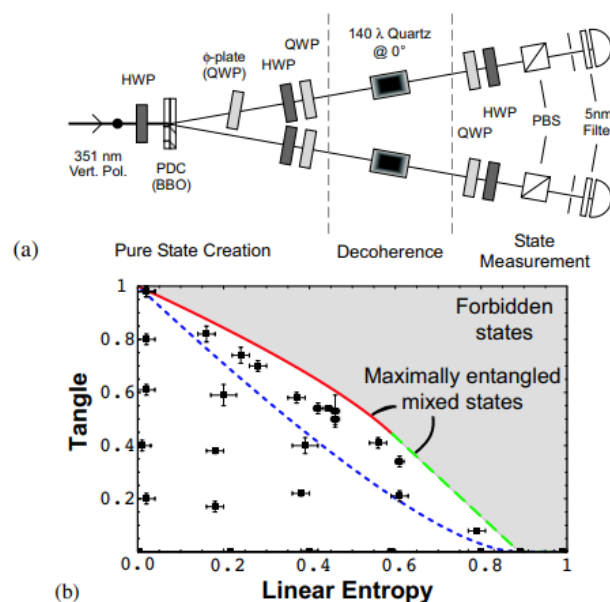 140 λ Quartz
@ 0°
QWP
ϕ-plate
(QWP)
HWP
HWP
351 nm
Vert. Pol.
PDC
(BBO)
QWP
HWP
PBS
5nm
Filter
(a)
Pure State Creation
Decoherence
State
Measurement
Forbidden
states
Maximally entangled
mixed states
Tangle
1
0.8
0.6
0.4
0.2
0.0
0.2
0.4
0.6
0.8
1
(b)
Linear Entropy